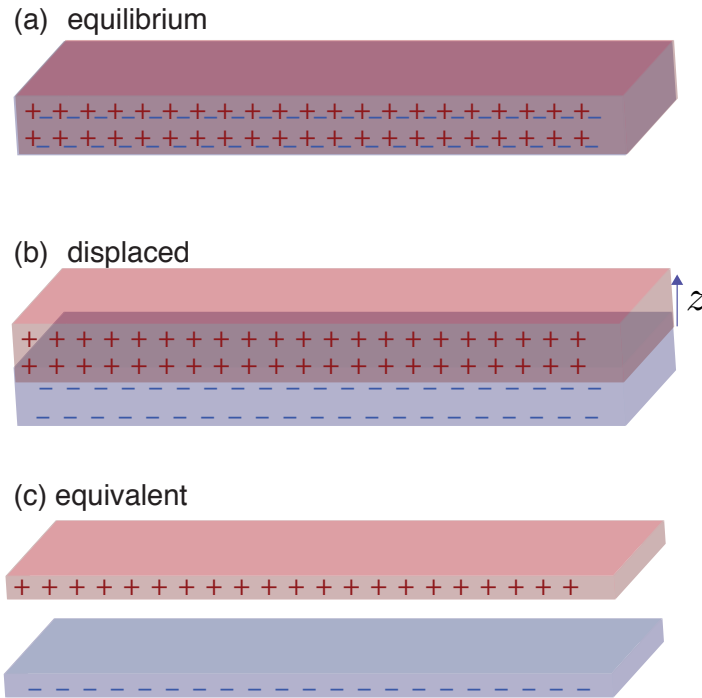 (a) equilibrium
+ + + + + + + + + + + + + + + + + + + + +
– – – – – – – – – – – – – – – – – – – – –
+ + + + + + + + + + + + + + + + + + + + +
– – – – – – – – – – – – – – – – – – – – –
(b) displaced
z
+ + + + + + + + + + + + + + + + + + + + +
+ + + + + + + + + + + + + + + + + + + + +
– – – – – – – – – – – – – – – – – – – – –
– – – – – – – – – – – – – – – – – – – – –
(c) equivalent
+ + + + + + + + + + + + + + + + + + + + +
– – – – – – – – – – – – – – – – – – – – –